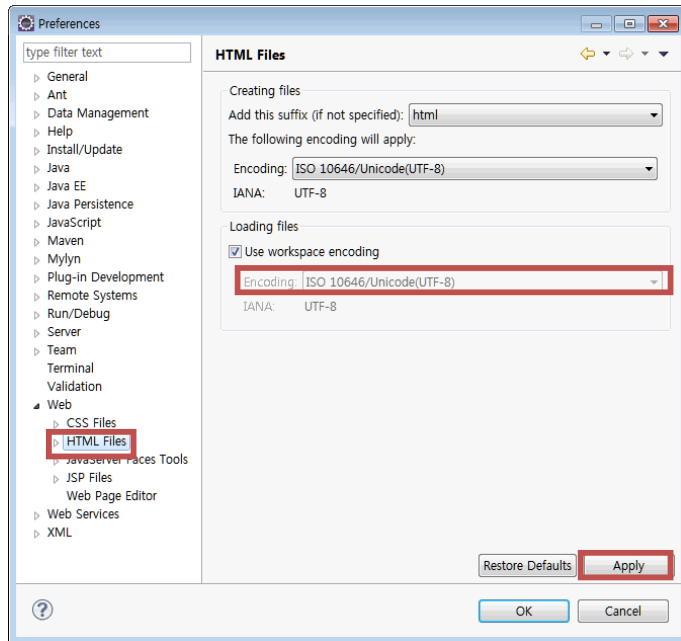 Preferences
type filter text
HTML Files
General
Ant
Data Management
Help
Install/Update
Java
Java EE
Java Persistence
JavaScript
Maven
Mylyn
Plug-in Development
Remote Systems
Run/Debug
Server
Team
Terminal
Validation
Web
CSS Files
HTML Files
JavaServer Faces Tools
JSP Files
Web Page Editor
Web Services
XML
Creating files
Add this suffix (if not specified): html
The following encoding will apply:
Encoding: ISO 10646/Unicode(UTF-8)
IANA: UTF-8
Loading files
Use workspace encoding
Encoding: ISO 10646/Unicode(UTF-8)
IANA: UTF-8
Restore Defaults Apply
? OK Cancel